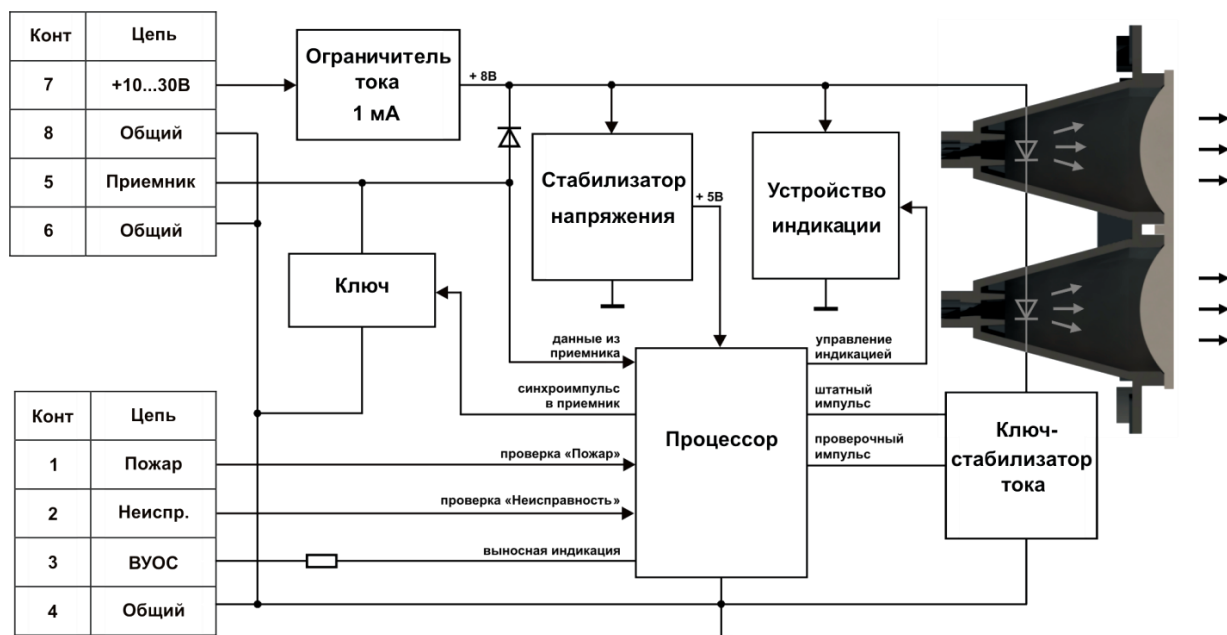 Конт Цепь
7 +10...30В
8 Общий
5 Приемник
6 Общий
Ограничитель
тока
1 мА
+ 8В
Стабилизатор
напряжения
+ 5В
Устройство
индикации
Ключ
данные из
приемника
синхроимпульс
в приемник
проверка «Пожар»
проверка «Неисправность»
выносная индикация
Процессор
управление
индикацией
штатный
импульс
проверочный
импульс
Ключ-
стабилизатор
тока
Конт Цепь
1 Пожар
2 Неиспр.
3 ВУОС
4 Общий